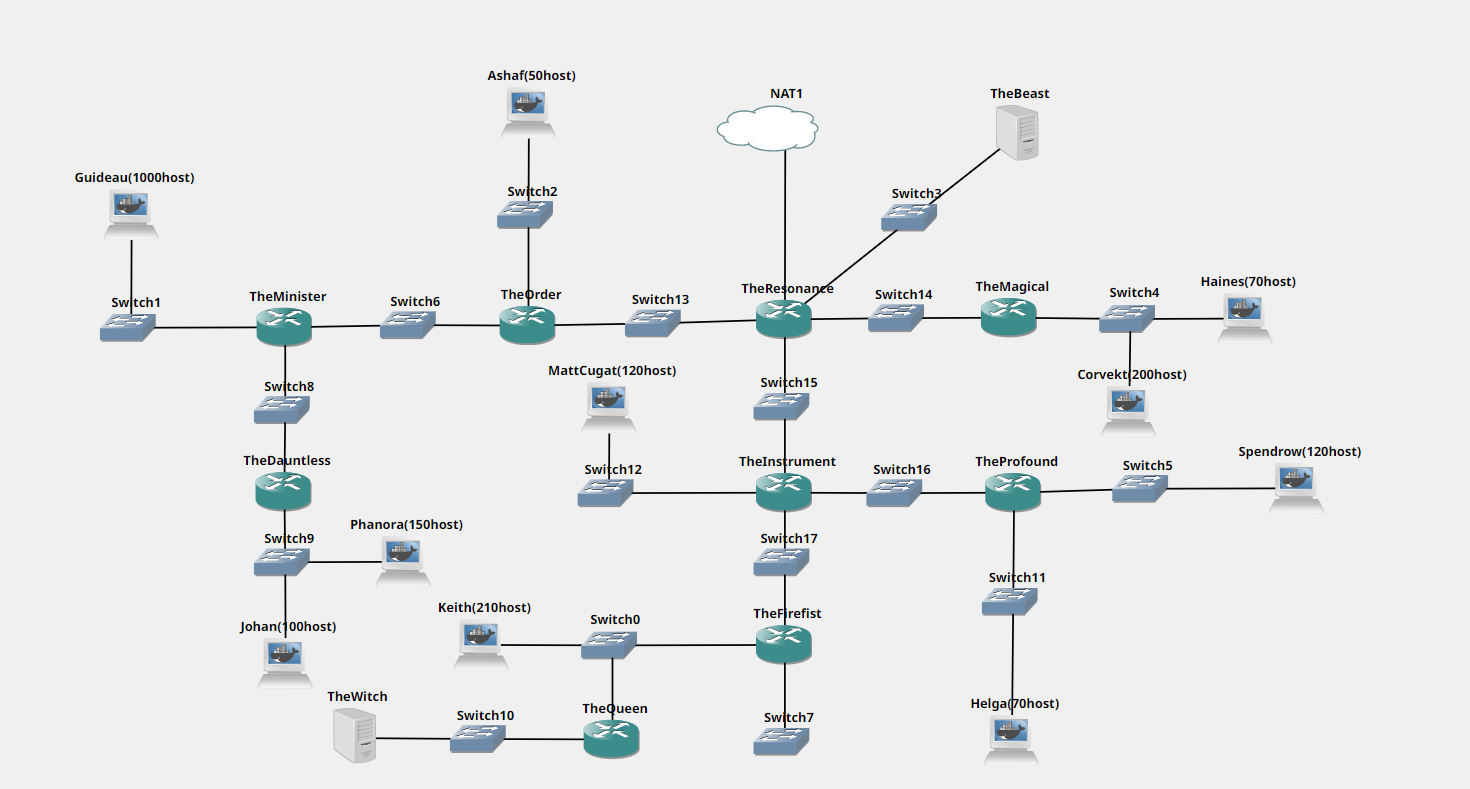 Ashaf(50host)
NAT1
TheBeast
Guideau(1000host)
Switch2
Switch3
Switch1
TheMinister
Switch6
TheOrder
Switch13
TheResonance
Switch14
TheMagical
Switch4
Haines(70host)
Switch8
MattCugat(120host)
Switch15
Corvekt(200host)
TheDauntless
Switch12
TheInstrument
Switch16
TheProfound
Switch5
Spendrow(120host)
Switch9
Phanora(150host)
Switch17
Switch11
Johan(100host)
Keith(210host)
Switch0
TheFirefist
TheWitch
Switch10
TheQueen
Switch7
Helga(70host)